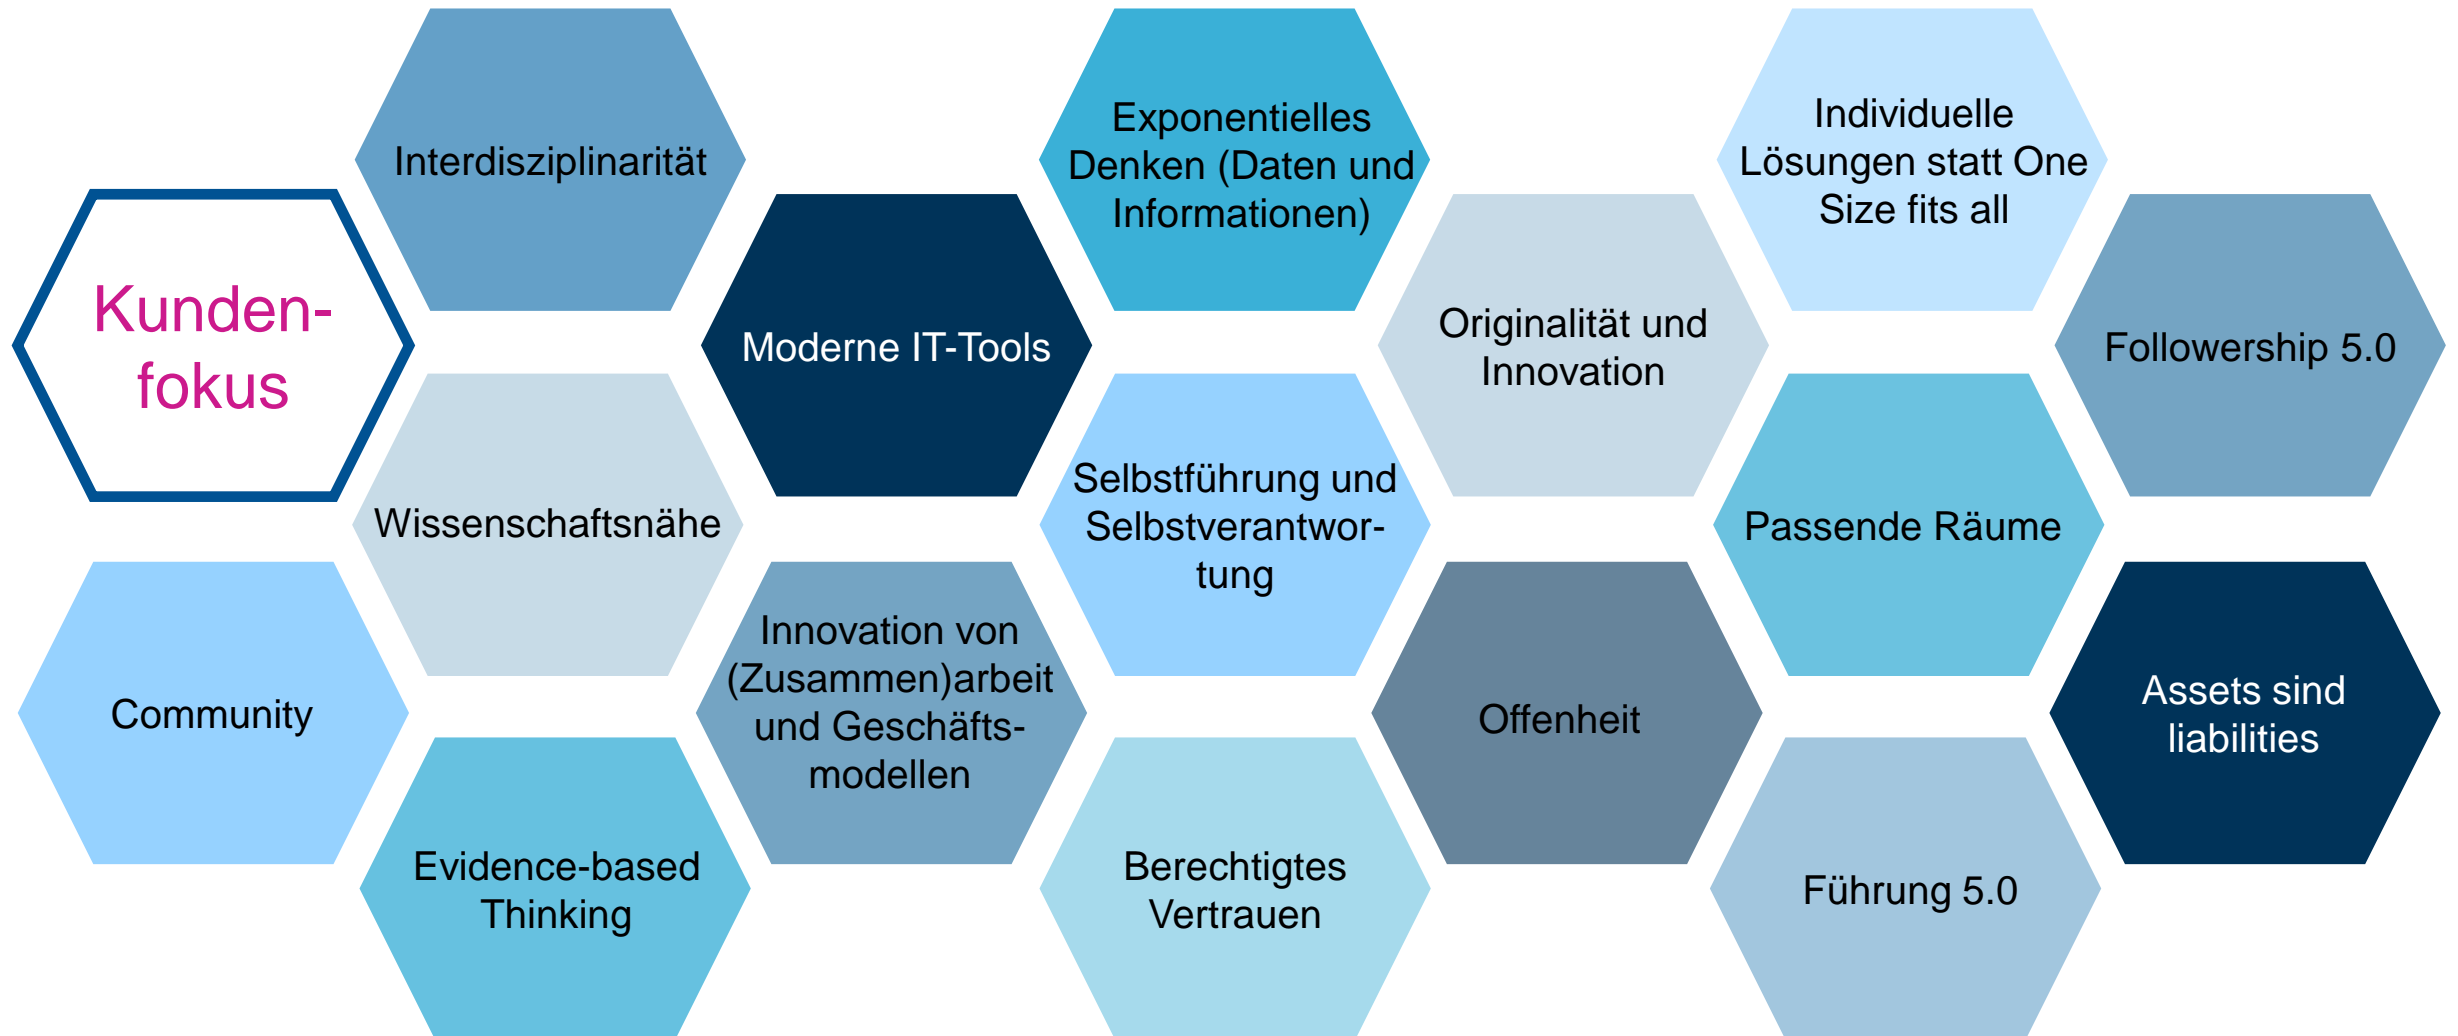 Kunden-
fokus
Community
Interdisziplinarität
Wissenschaftsnähe
Evidence-based
Thinking
Moderne IT-Tools
Innovation von
(Zusammen)arbeit
und Geschäfts-
modellen
Exponentielles
Denken (Daten und
Informationen)
Selbstführung und
Selbstverantwor-
tung
Berechtigtes
Vertrauen
Originalität und
Innovation
Offenheit
Individuelle
Lösungen statt One
Size fits all
Passende Räume
Führung 5.0
Followership 5.0
Assets sind
liabilities